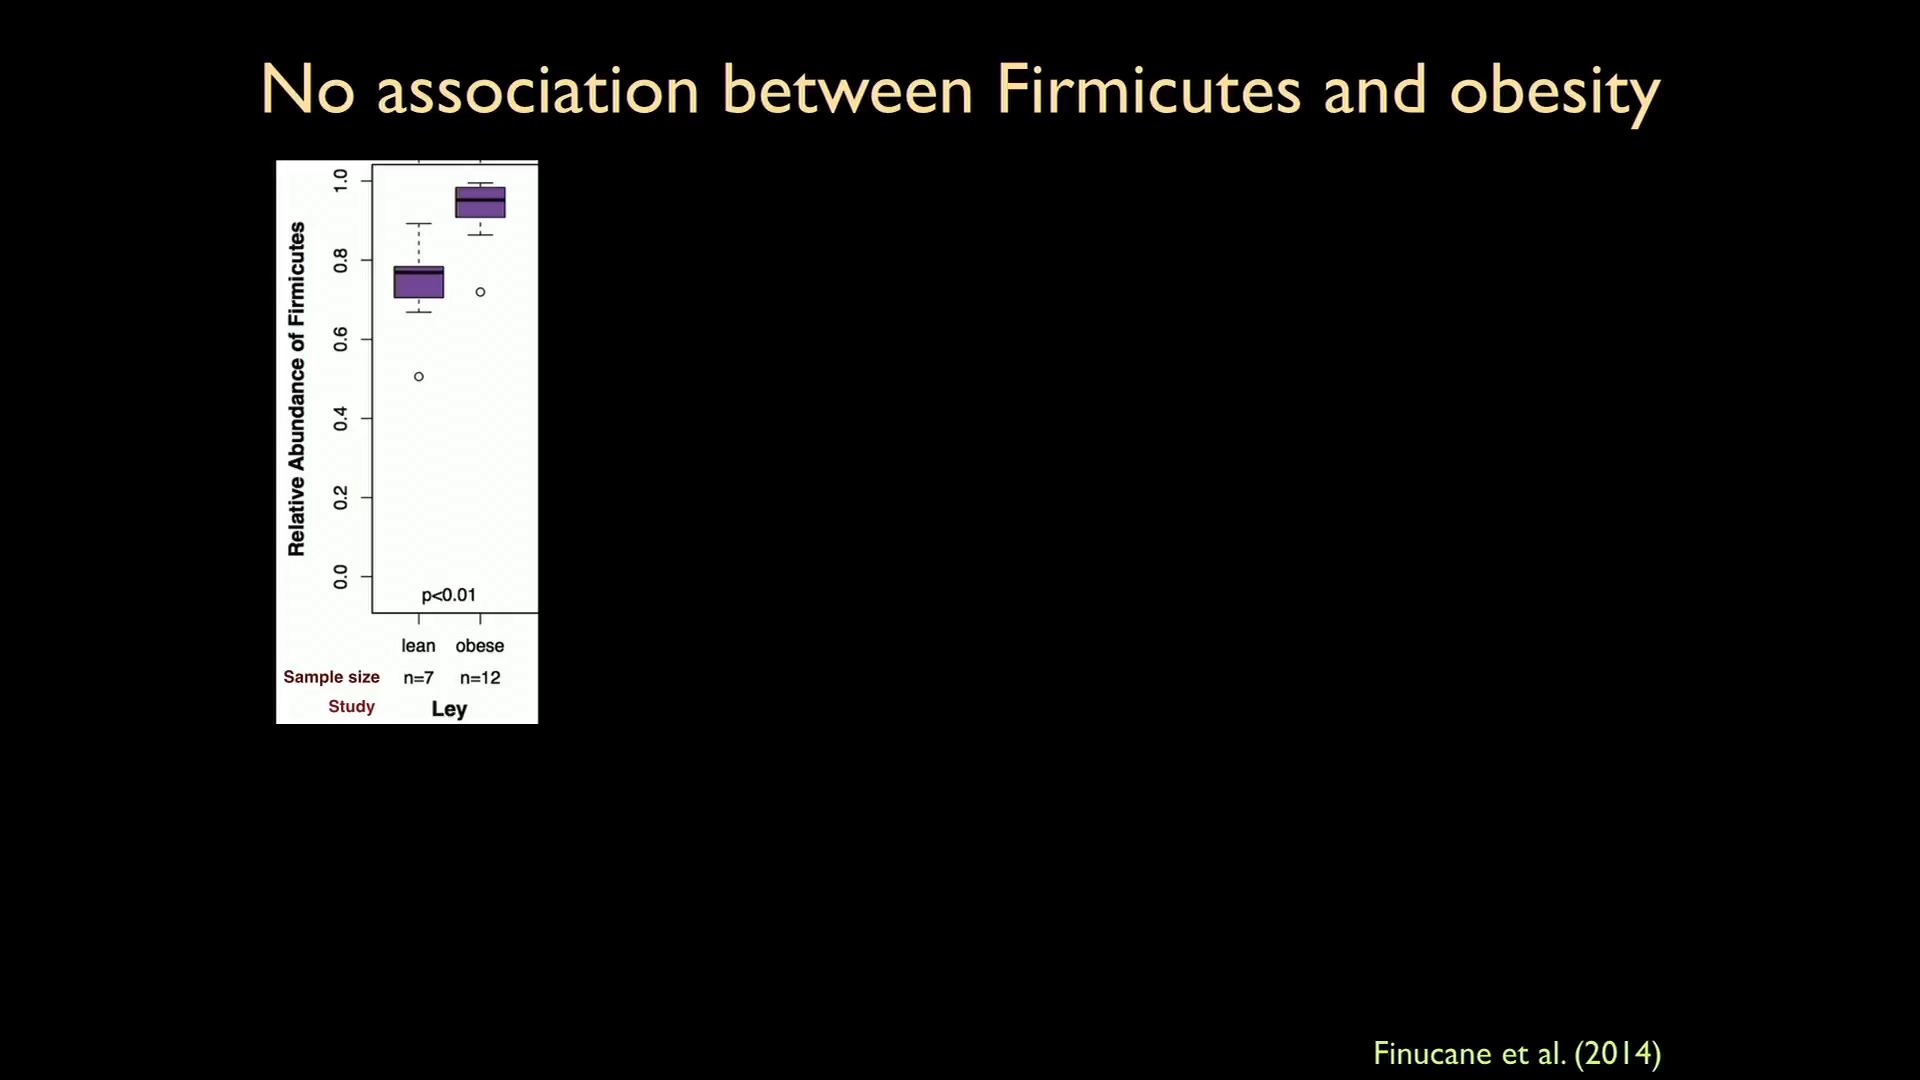 No association between Firmicutes and obesity
Relative Abundance of Firmicutes
1.0
0.8
0.6
0.4
0.2
0.0
p<0.01
lean obese
Sample size n=7 n=12
Study Ley
Finucane et al. (2014)